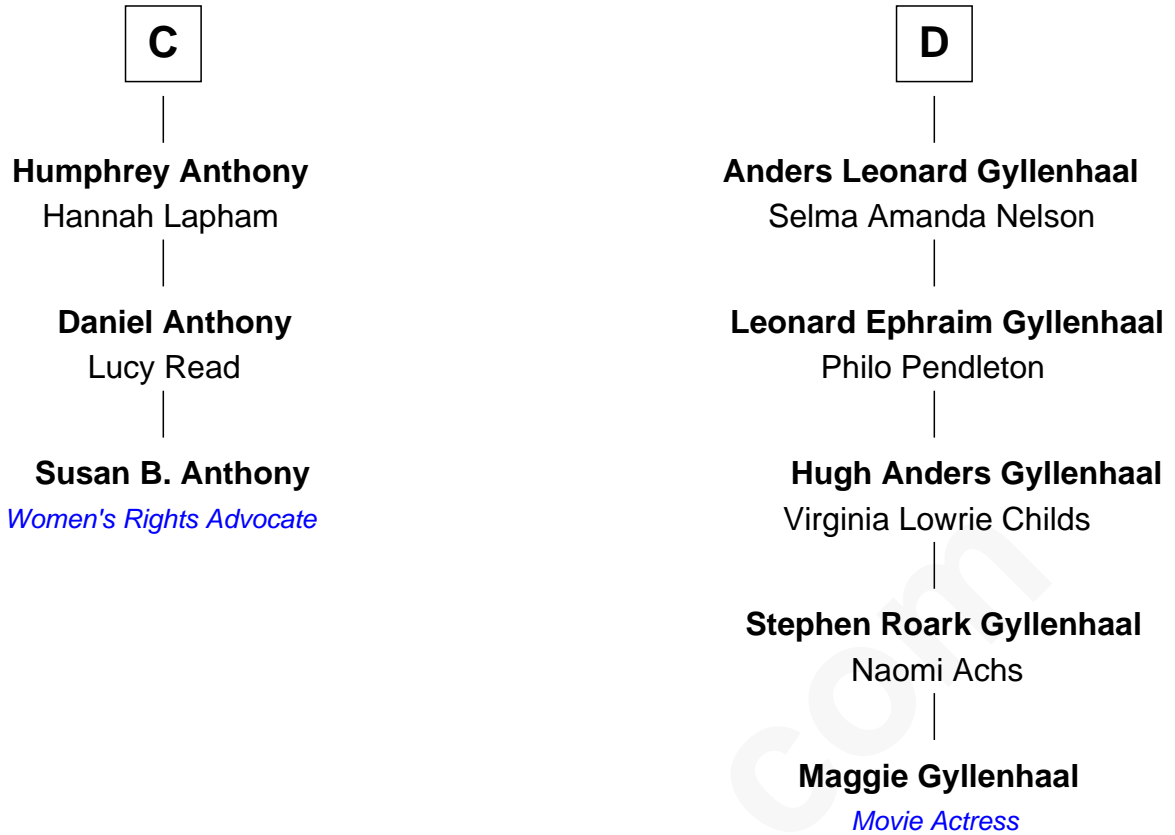 C
Humphrey Anthony
Hannah Lapham
Daniel Anthony
Lucy Read
Susan B. Anthony
Women's Rights Advocate
D
Anders Leonard Gyllenhaal
Selma Amanda Nelson
Leonard Ephraim Gyllenhaal
Philo Pendleton
Hugh Anders Gyllenhaal
Virginia Lowrie Childs
Stephen Roark Gyllenhaal
Naomi Achs
Maggie Gyllenhaal
Movie Actress
com